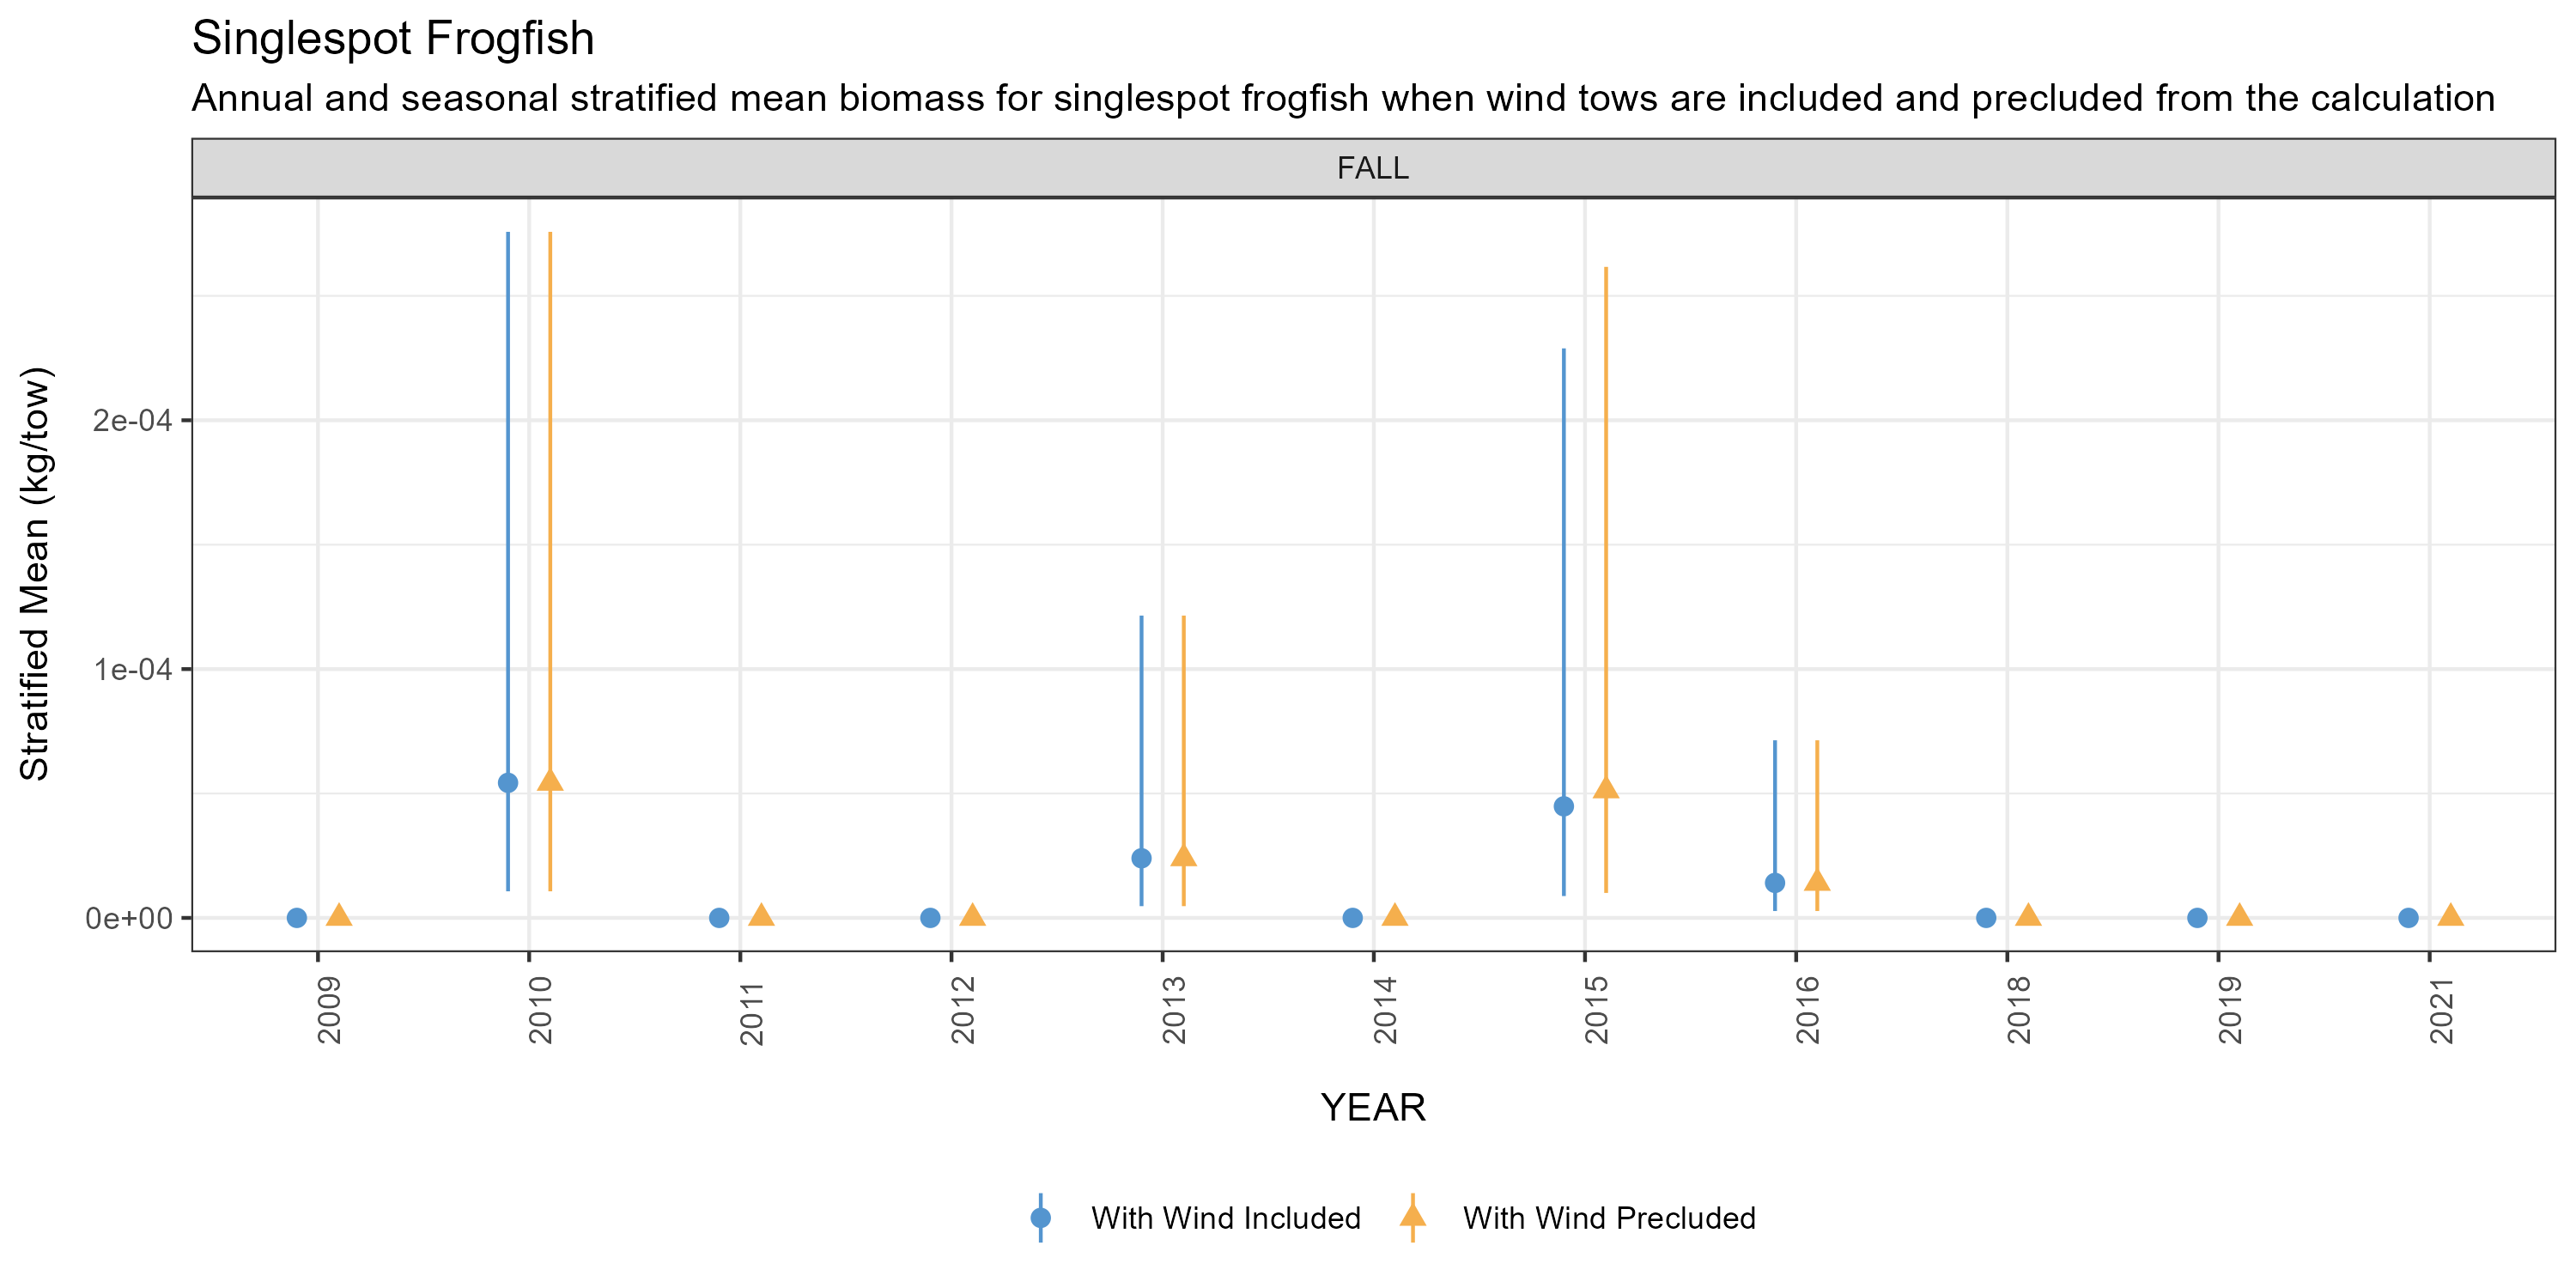 Singlespot Frogfish
Annual and seasonal stratified mean biomass for singlespot frogfish when wind tows are included and precluded from the calculation
FALL
Stratified Mean (kg/tow)
2e-04
1e-04
0e+00
2009
2010
2011
2012
2013
2014
2015
2016
2018
2019
2021
YEAR
With Wind Included
With Wind Precluded